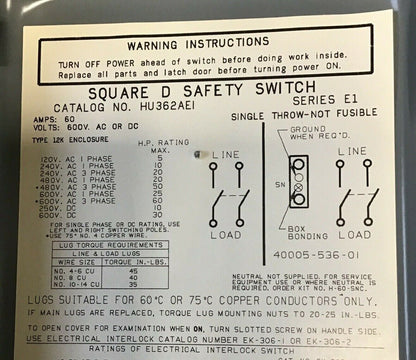 WARNING INSTRUCTIONS
TURN OFF POWER ahead of switch before doing work inside.
Replace all parts and latch door before turning power ON.
SQUARE D SAFETY SWITCH
CATALOG NO. HU362AEI SERIES E1
AMPS: 60 SINGLE THROW-NOT FUSIBLE
VOLTS: 600V. AC OR DC
TYPE 12K ENCLOSURE
H.P. RATING
MAX.
120V. AC 1 PHASE 5
240V. AC 1 PHASE 10
240V. AC 3 PHASE 20
480V. AC 1 PHASE 20
480V. AC 3 PHASE 50
600V. AC 1 PHASE 25
600V. AC 3 PHASE 60
250V. DC 10
600V. DC 30
FOR SINGLE PHASE OR DC RATING, USE
LEFT AND RIGHT SWITCHING POLES.
*USE 75° NO. 4 COPPER WIRE.
LINE
LOAD
GROUND
WHEN REQ'D.
SN
BOX
BONDING
LINE
LOAD
40005-536-01
LUG TORQUE REQUIREMENTS
LINE & LOAD LUGS
WIRE SIZE TORQUE IN.-LBS.
NO. 4-6 CU 45
NO. 8 CU 40
NO. 10-14 CU 35
NEUTRAL NOT SUPPLIED. FOR SERVICE
EQUIPMENT USE OR WHERE NEUTRAL IS
REQUIRED, ORDER KIT NO. H-60-SNC.
LUGS SUITABLE FOR 60°C OR 75°C COPPER CONDUCTORS ONLY.
IF MAIN LUGS ARE REPLACED, TORQUE LUG MOUNTING NUTS TO 20-25 IN.-LBS.
TO OPEN COVER FOR EXAMINATION WHEN ON, TURN SLOTTED SCREW ON HANDLE SIDE.
USE ELECTRICAL INTERLOCK CATALOG NUMBER EK-306-1 OR EK-306-2
RATINGS OF ELECTRICAL INTERLOCK SWITCH